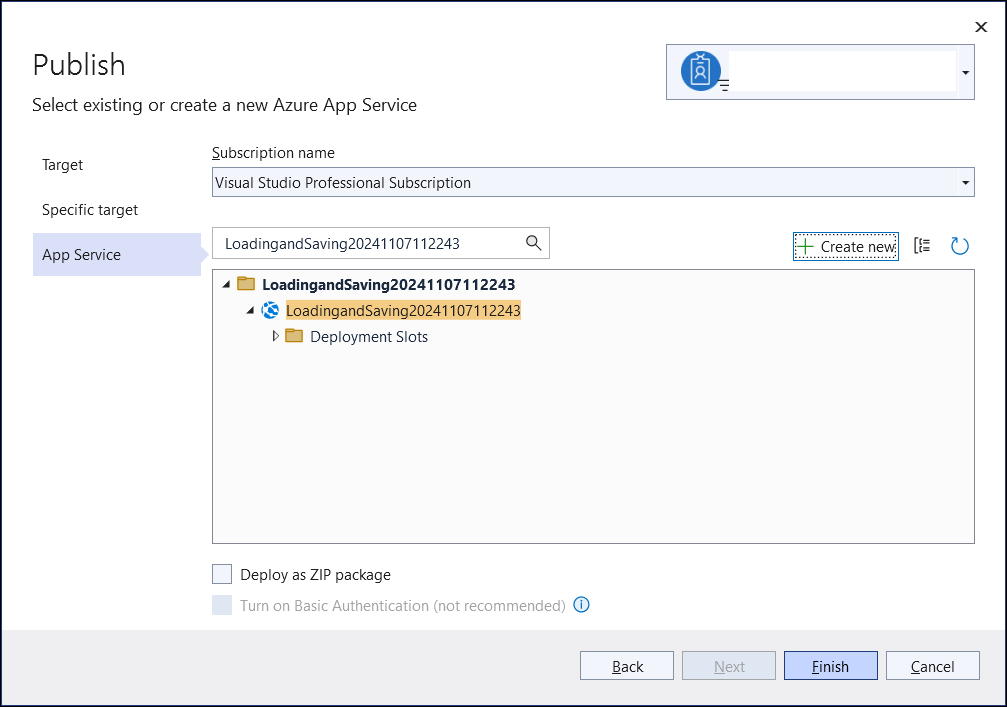 Publish
Select existing or create a new Azure App Service
Target
Specific target
App Service
Subscription name
Visual Studio Professional Subscription
LoadingandSaving20241107112243
Create new
LoadingandSaving20241107112243
LoadingandSaving20241107112243
Deployment Slots
Deploy as ZIP package
Turn on Basic Authentication (not recommended)
Back
Next
Finish
Cancel